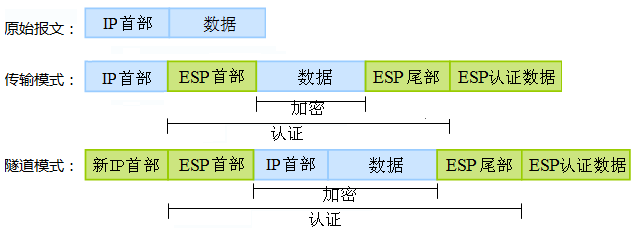 原始报文： IP首部 数据
传输模式： IP首部 ESP首部 数据 ESP尾部 ESP认证数据
加密
认证
隧道模式： 新IP首部 ESP首部 IP首部 数据 ESP尾部 ESP认证数据
加密
认证